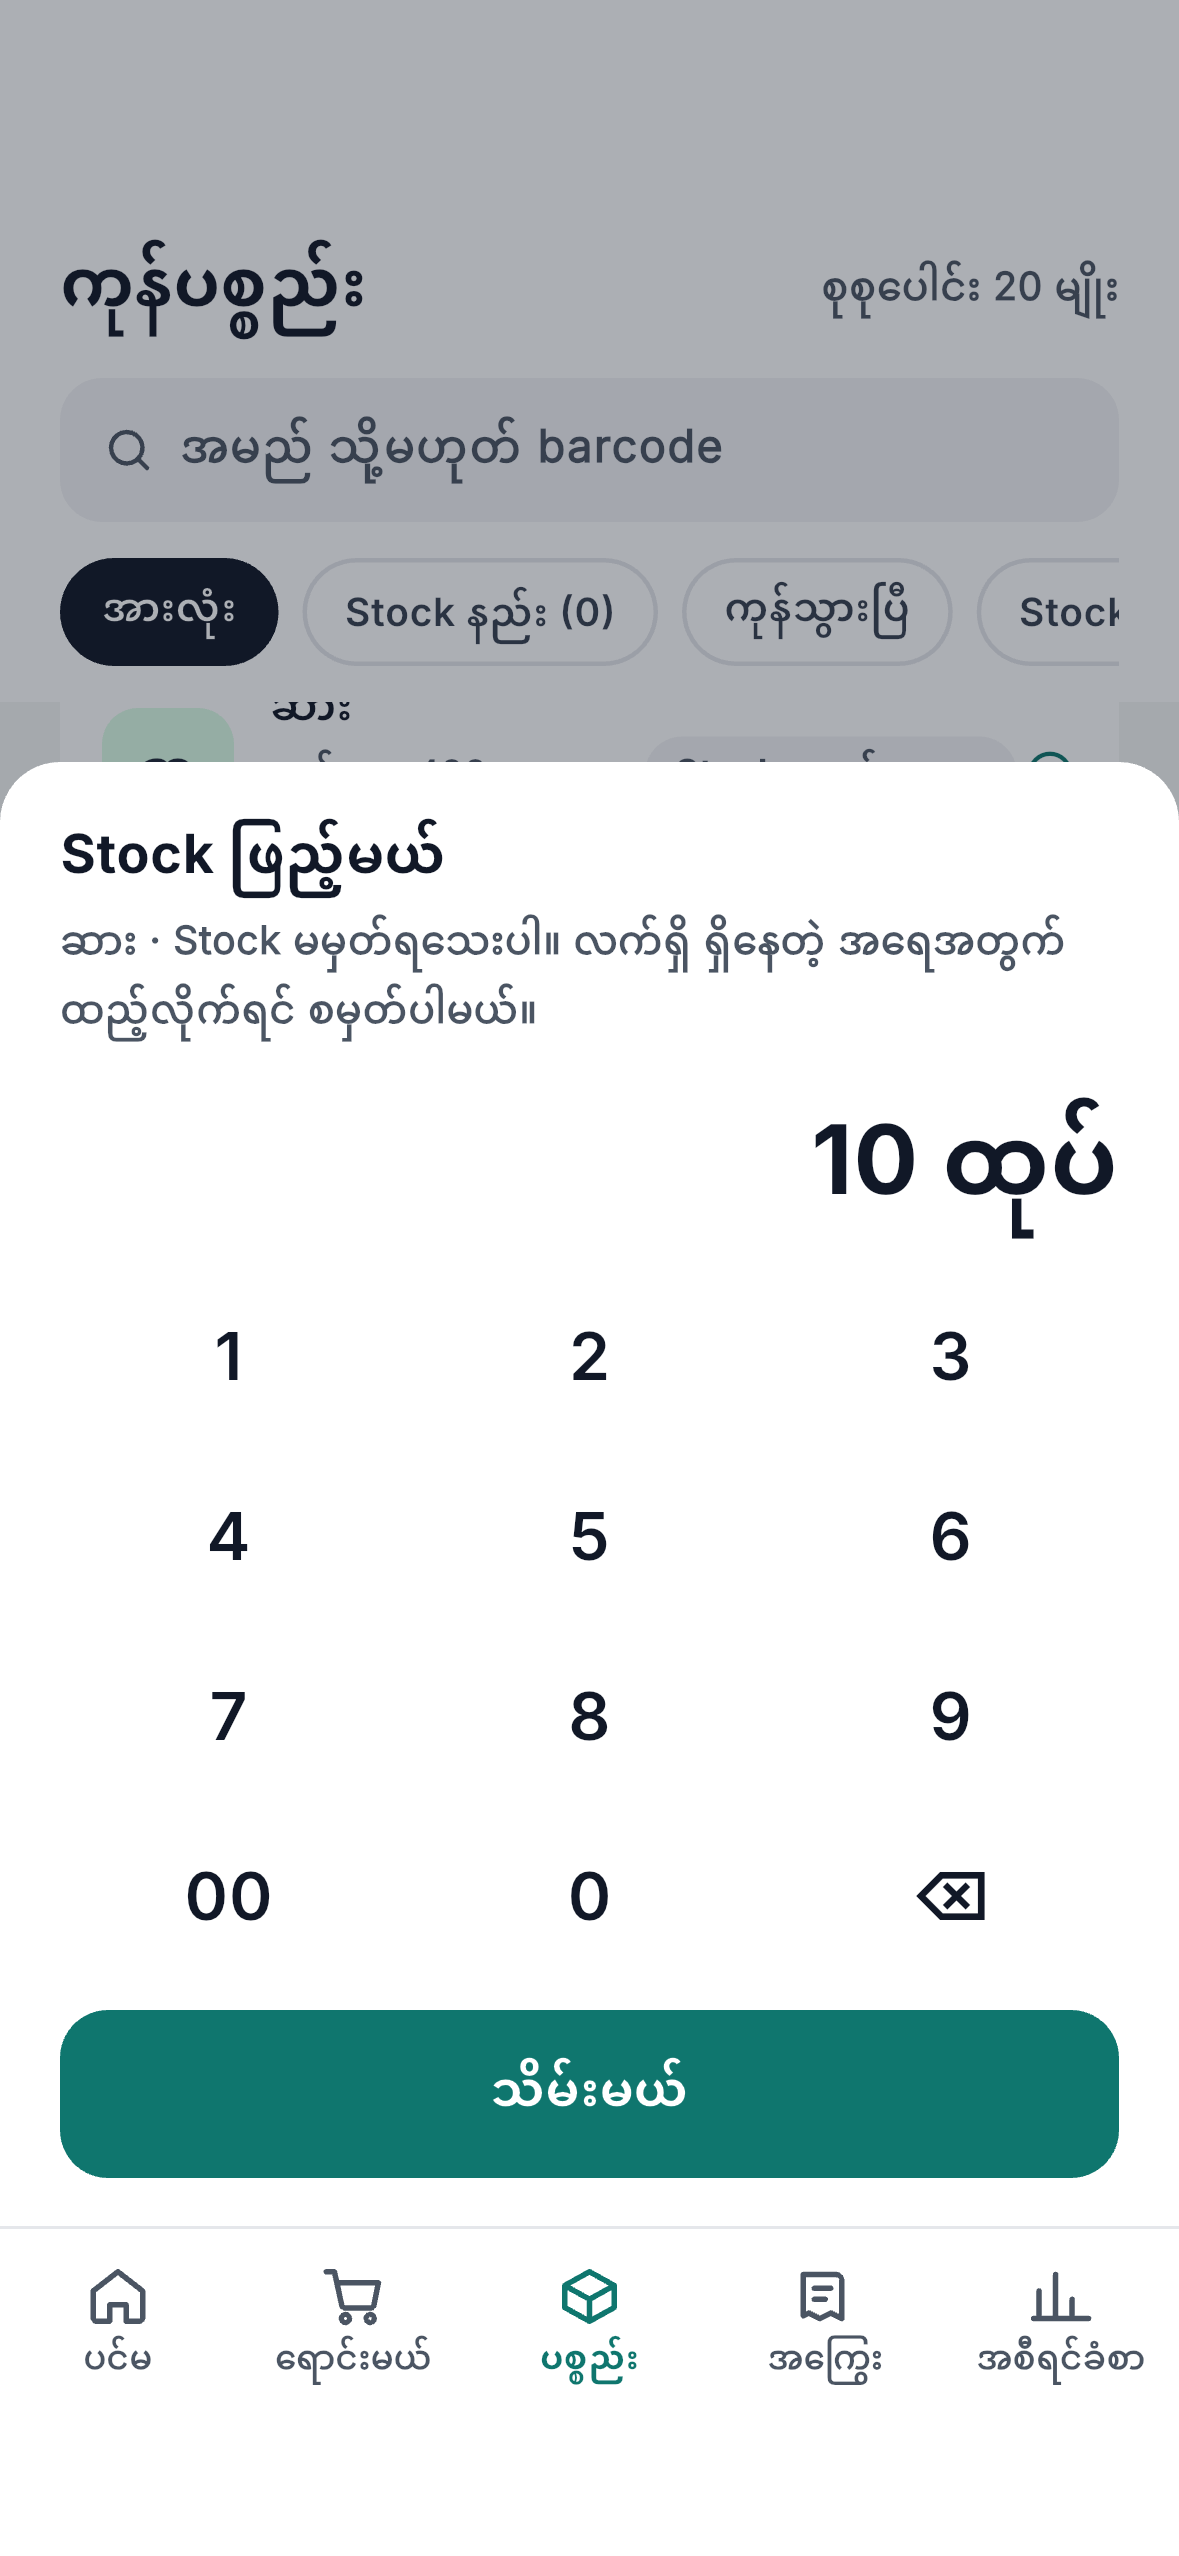 ကုန်ပစ္စည်း
စုစုပေါင်း 20 မျိုး
အမည် သို့မဟုတ် barcode
အားလုံး
Stock နည်း (0)
ကုန်သွားပြီ
Stock
ဆား
Stock ဖြည့်မယ်
ဆား · Stock မမှတ်ရသေးပါ။ လက်ရှိ ရှိနေတဲ့ အရေအတွက်
ထည့်လိုက်ရင် စမှတ်ပါမယ်။
10 ထုပ်
1 2 3
4 5 6
7 8 9
00 0
သိမ်းမယ်
ပင်မ
ရောင်းမယ်
ပစ္စည်း
အကြွေး
အစီရင်ခံစာ